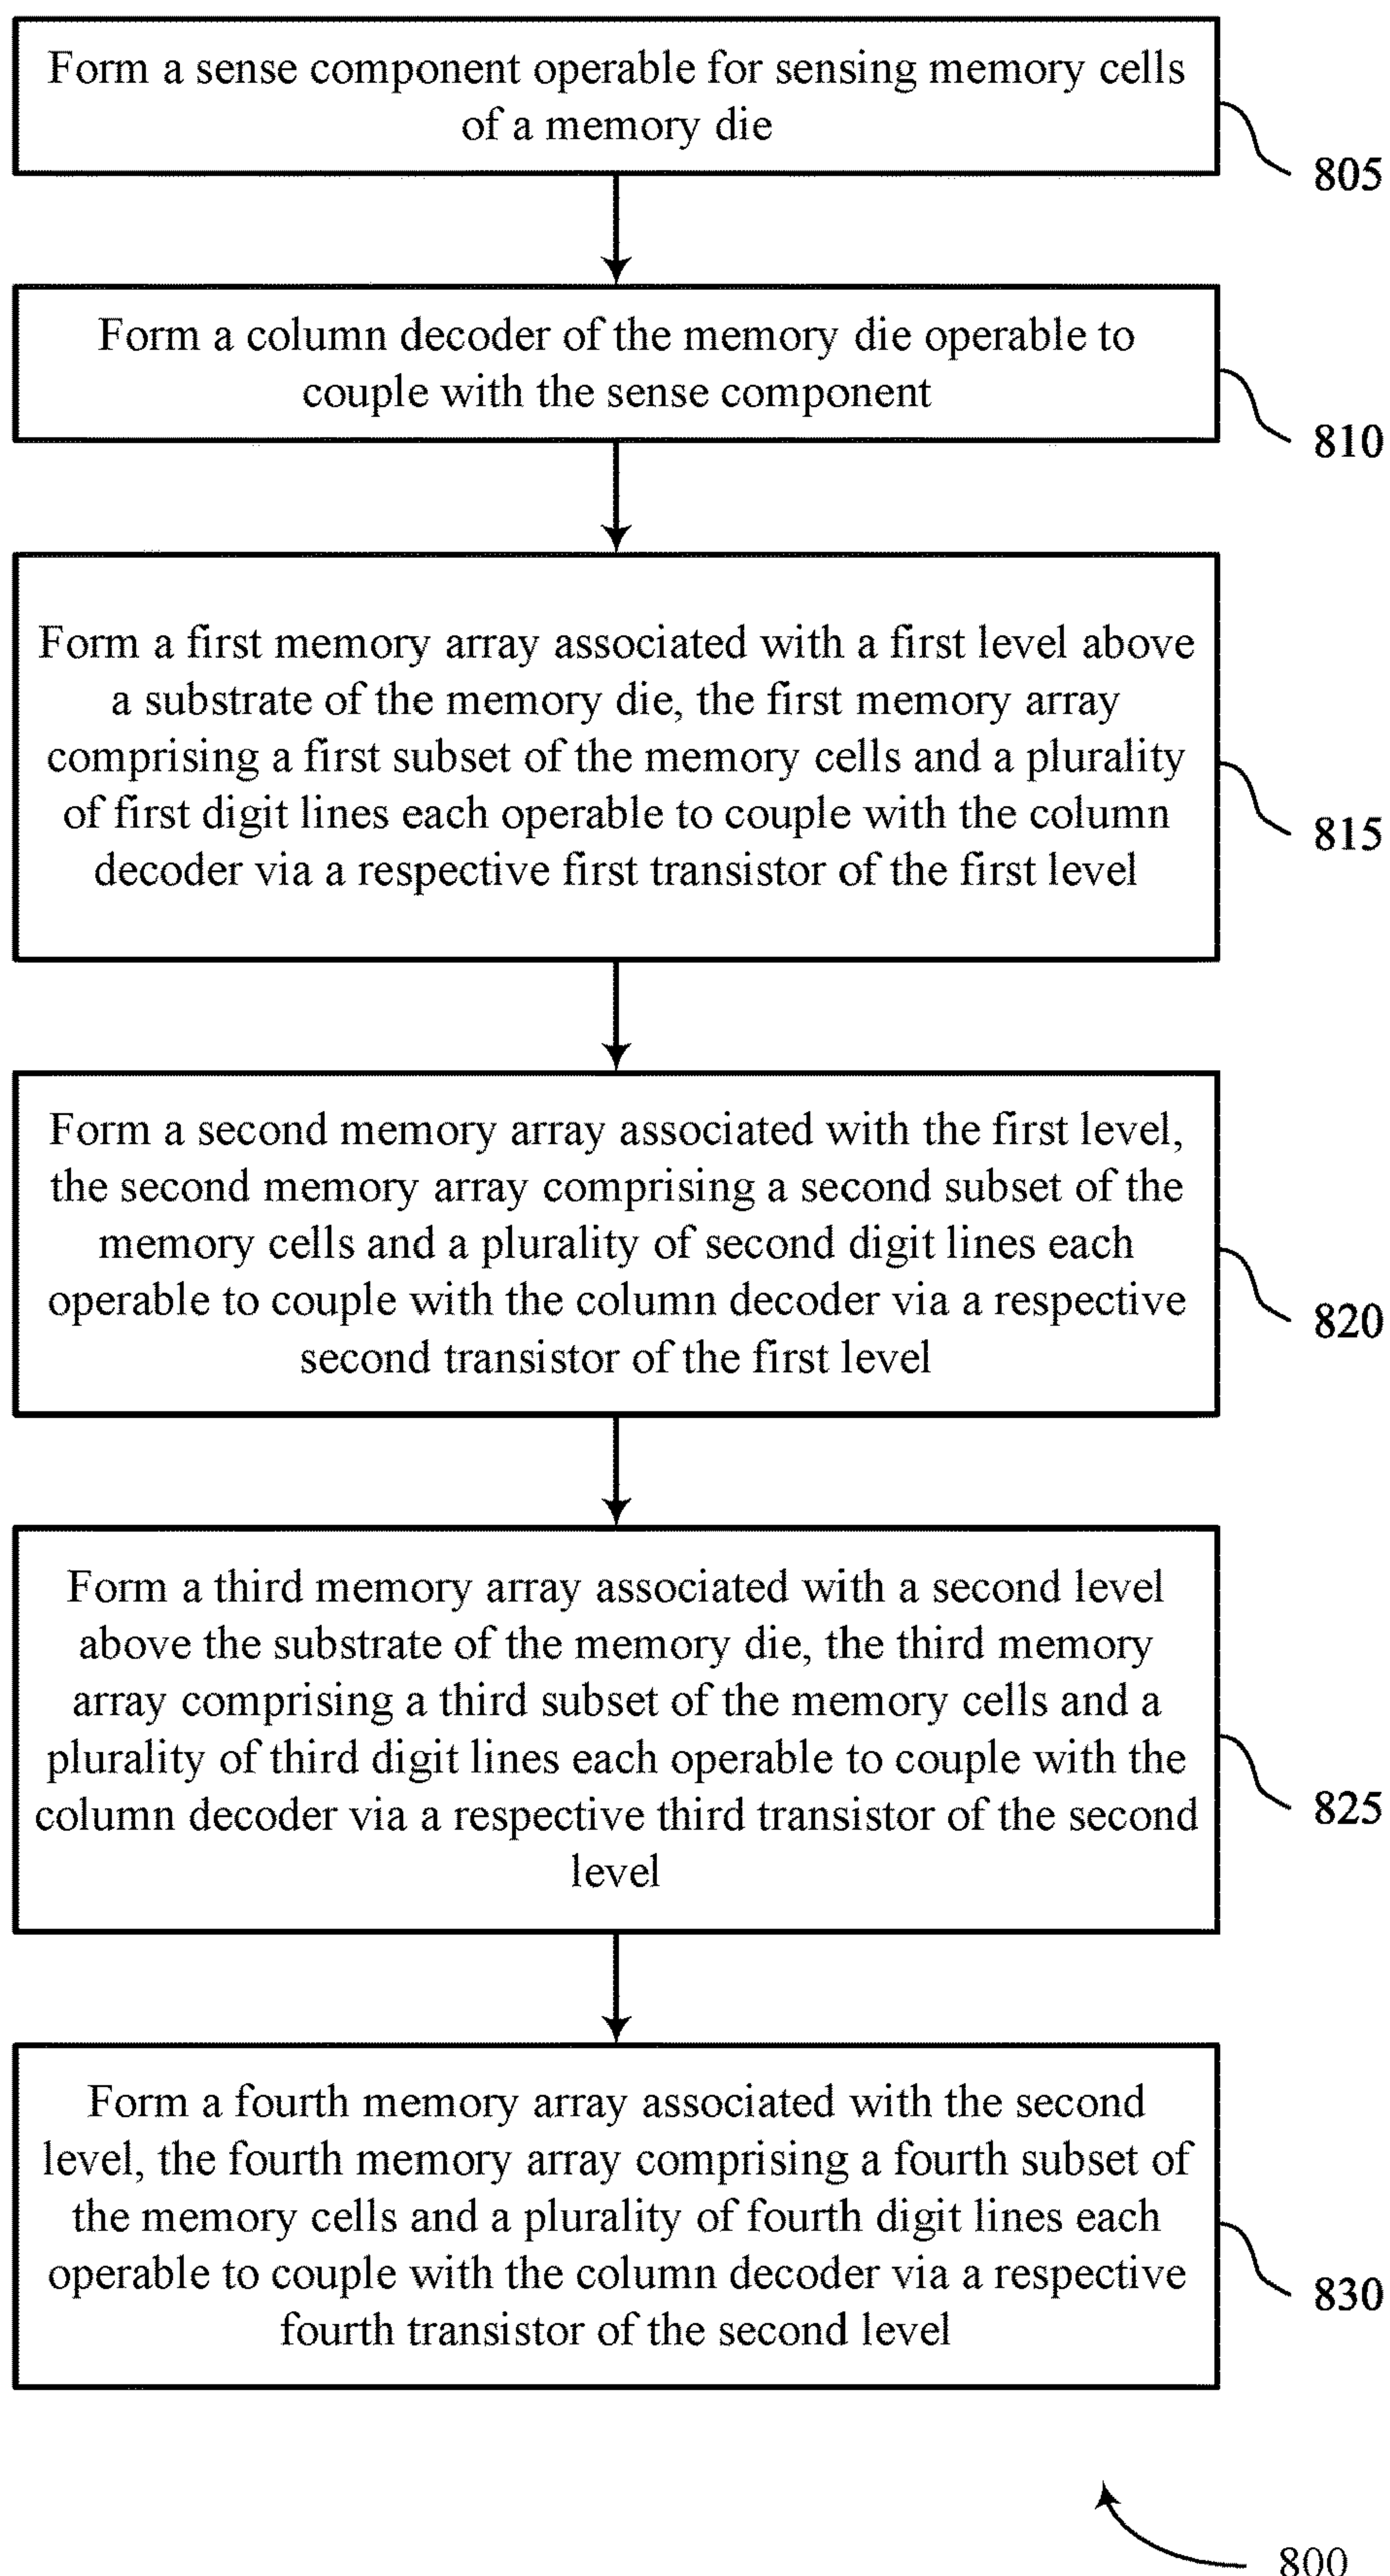 Form a sense component operable for sensing memory cells
of a memory die
805
Form a column decoder of the memory die operable to
couple with the sense component
810
Form a first memory array associated with a first level above
a substrate of the memory die, the first memory array
comprising a first subset of the memory cells and a plurality
of first digit lines each operable to couple with the column
decoder via a respective first transistor of the first level
815
Form a second memory array associated with the first level,
the second memory array comprising a second subset of the
memory cells and a plurality of second digit lines each
operable to couple with the column decoder via a respective
second transistor of the first level
820
Form a third memory array associated with a second level
above the substrate of the memory die, the third memory
array comprising a third subset of the memory cells and a
plurality of third digit lines each operable to couple with the
column decoder via a respective third transistor of the second
level
825
Form a fourth memory array associated with the second
level, the fourth memory array comprising a fourth subset of
the memory cells and a plurality of fourth digit lines each
operable to couple with the column decoder via a respective
fourth transistor of the second level
830
800